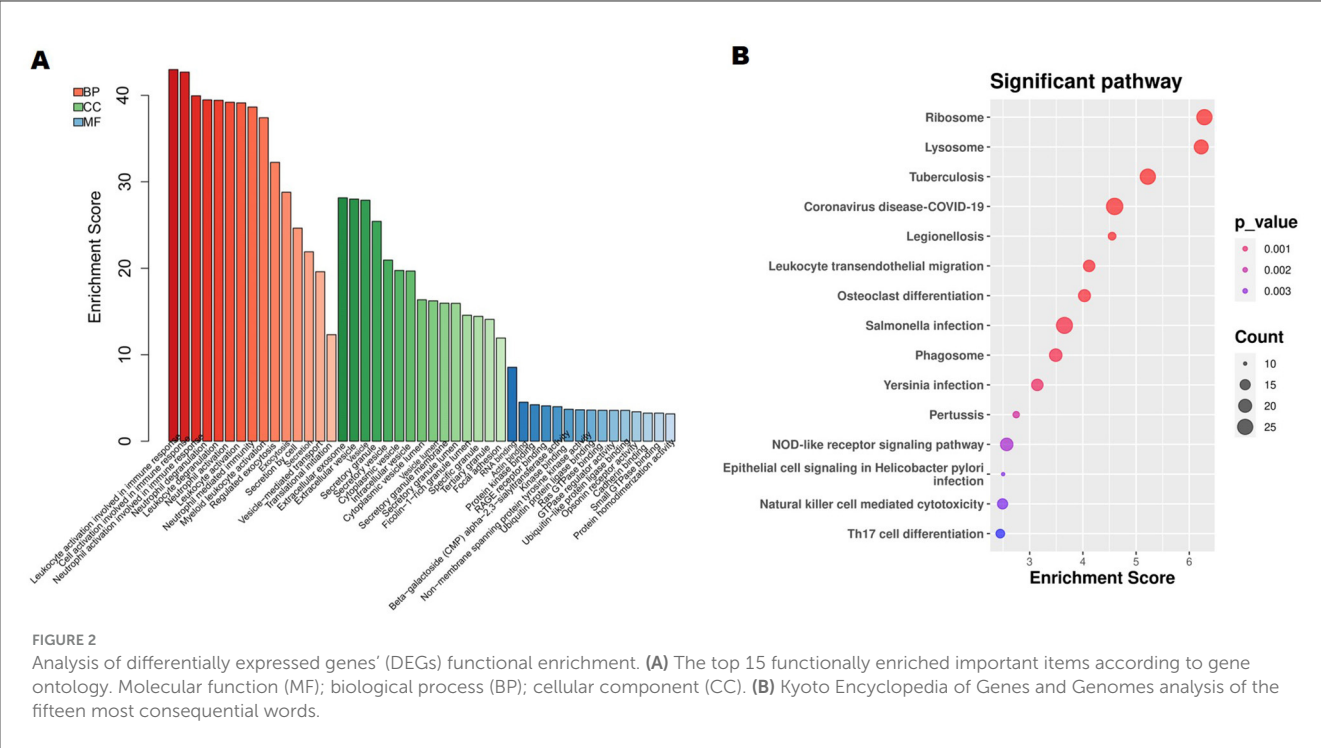 A
BP
CC
MF
Enrichment Score
40
30
20
10
0
Leukocyte activation involved in immune response
Cell activation involved in immune response
Neutrophil activation involved in immune response
Neutrophil degranulation
Leukocyte degranulation
Neutrophil activation
Leukocyte activation
Neutrophil mediated immunity
Myeloid leukocyte activation
Regulated exocytosis
Exocytosis
Secretion by cell
Secretion
Vesicle-mediated transport
Translational initiation
Extracellular exosome
Extracellular vesicle
Vesicle
Secretory granule
Secretory vesicle
Cytoplasmic vesicle
Intracellular vesicle
Cytoplasmic vesicle lumen
Vesicle lumen
Secretory granule membrane
Secretory granule lumen
Ficolin-1-rich granule lumen
Specific granule
Tertiary granule
Focal adhesion
RNA binding
Actin binding
Protein kinase binding
RAGE receptor binding
Beta-galactoside (CMP) alpha-2,3-sialyltransferase activity
Kinase binding
Non-membrane spanning protein tyrosine kinase activity
Ubiquitin protein ligase binding
Ras GTPase binding
GTPase regulator activity
Ubiquitin-like protein ligase binding
Opsonin receptor activity
Cadherin binding
Small GTPase binding
Protein homodimerization activity
B
Significant pathway
Ribosome
Lysosome
Tuberculosis
Coronavirus disease-COVID-19
Legionellosis
Leukocyte transendothelial migration
Osteoclast differentiation
Salmonella infection
Phagosome
Yersinia infection
Pertussis
NOD-like receptor signaling pathway
Epithelial cell signaling in Helicobacter pylori
infection
Natural killer cell mediated cytotoxicity
Th17 cell differentiation
3 4 5 6
Enrichment Score
p_value
0.001
0.002
0.003
Count
10
15
20
25
FIGURE 2
Analysis of differentially expressed genes' (DEGs) functional enrichment. (A) The top 15 functionally enriched important items according to gene
ontology. Molecular function (MF); biological process (BP); cellular component (CC). (B) Kyoto Encyclopedia of Genes and Genomes analysis of the
fifteen most consequential words.